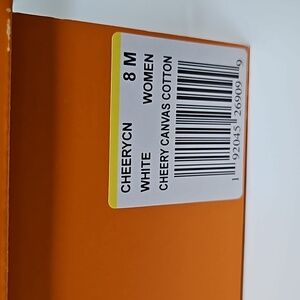 CHEERYCN 8 M
WHITE WOMEN
CHEERY CANVAS COTTON
1 92045 26909 9